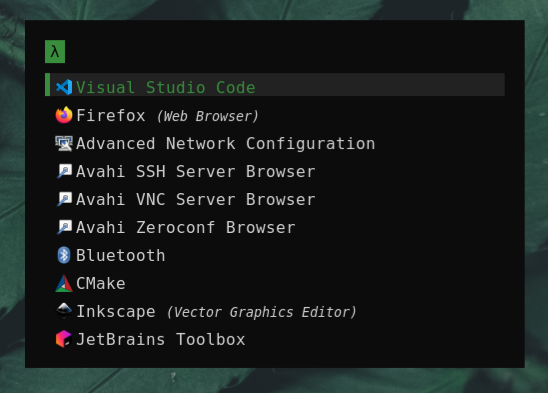 λ
Visual Studio Code
Firefox (Web Browser)
Advanced Network Configuration
Avahi SSH Server Browser
Avahi VNC Server Browser
Avahi Zeroconf Browser
Bluetooth
CMake
Inkscape (Vector Graphics Editor)
JetBrains Toolbox